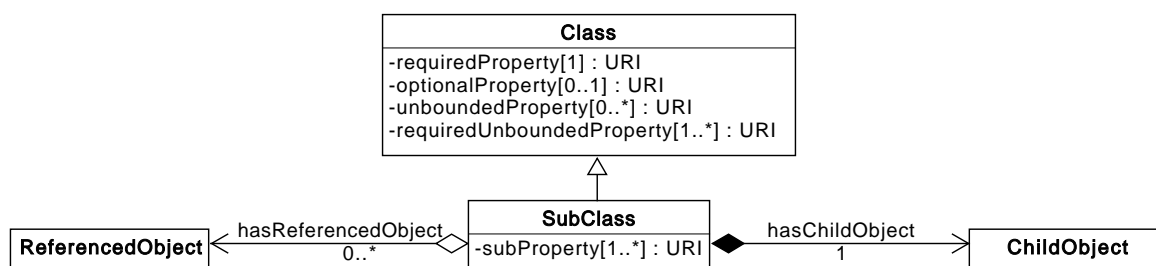 Class
-requiredProperty[1] : URI
-optionalProperty[0..1] : URI
-unboundedProperty[0..*] : URI
-requiredUnboundedProperty[1..*] : URI
SubClass
-subProperty[1..*] : URI
hasReferencedObject
0..*
ReferencedObject
hasChildObject
1
ChildObject